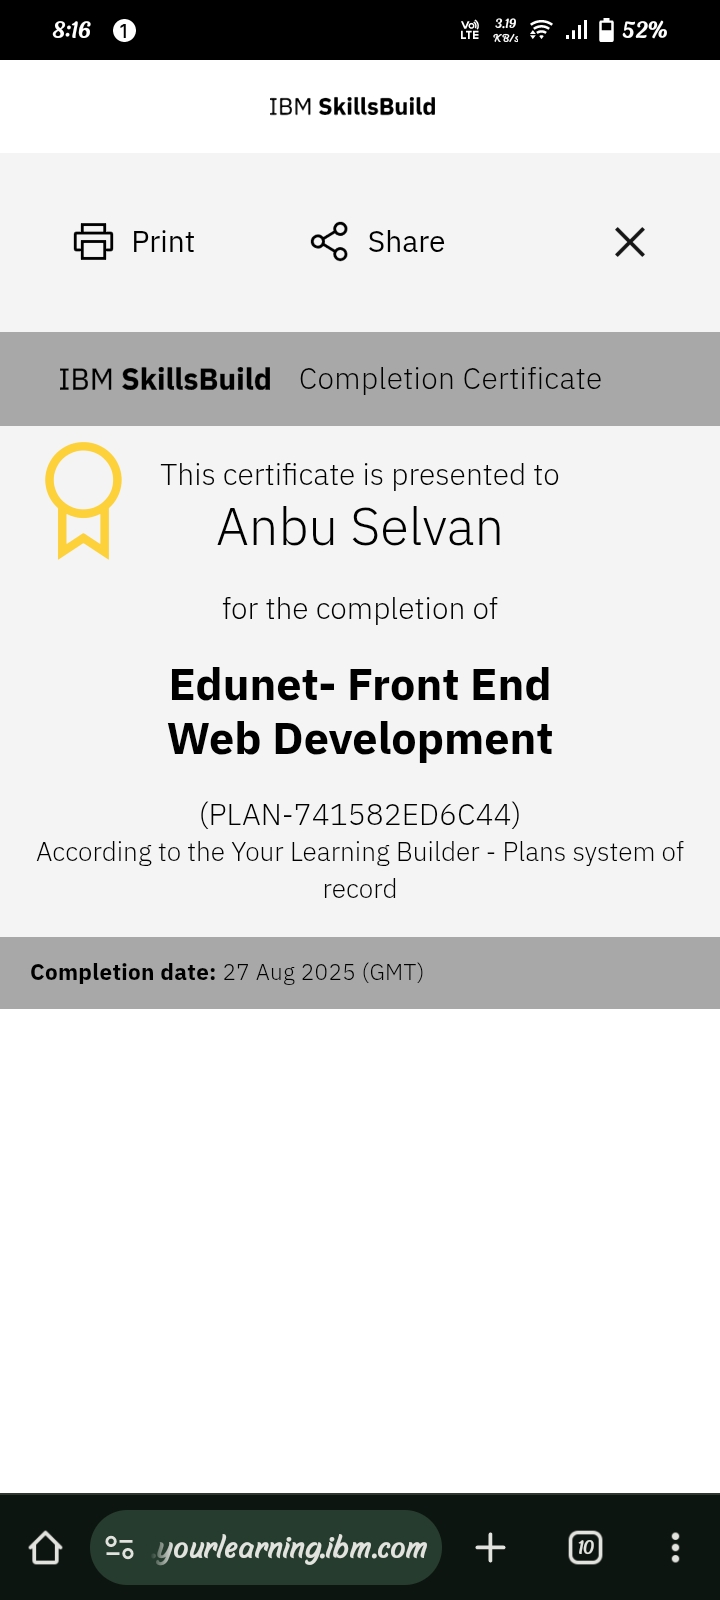 8:16 1 Vo) LTE 3.19 KB/s 52%
IBM SkillsBuild
Print Share
IBM SkillsBuild Completion Certificate
This certificate is presented to
Anbu Selvan
for the completion of
Edunet- Front End
Web Development
(PLAN-741582ED6C44)
According to the Your Learning Builder - Plans system of
record
Completion date: 27 Aug 2025 (GMT)
.yourlearning.ibm.com 10